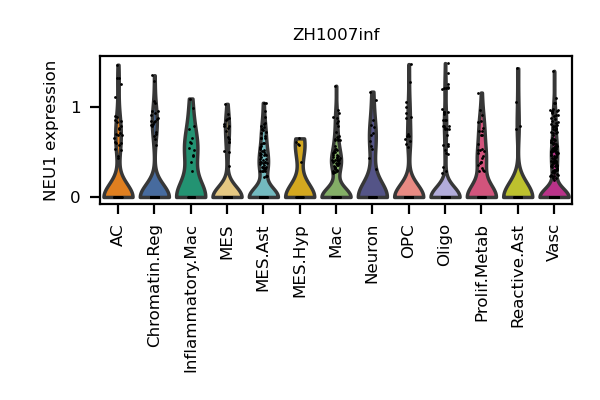 ZH1007inf
NEU1 expression
1
0
AC
Chromatin.Reg
Inflammatory.Mac
MES
MES.Ast
MES.Hyp
Mac
Neuron
OPC
Oligo
Prolif.Metab
Reactive.Ast
Vasc